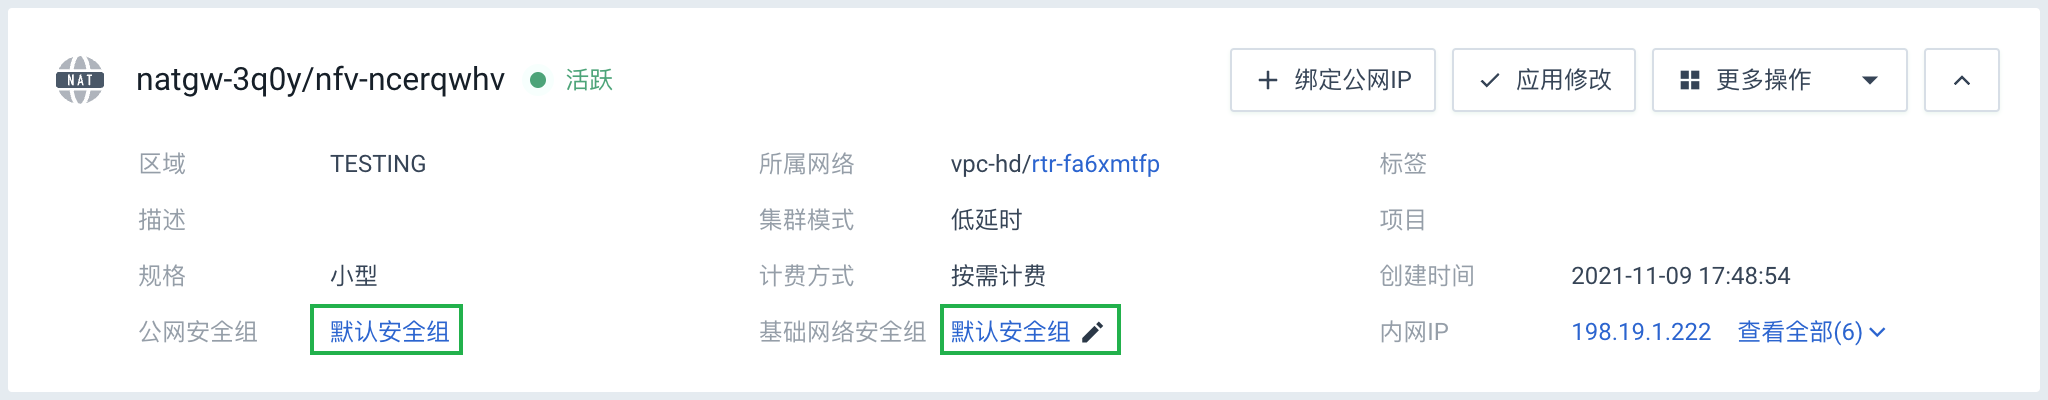 NAT natgw-3q0y/nfv-ncerqwhv 活跃 绑定公网IP 应用修改 更多操作
区域 TESTING 所属网络 vpc-hd/rtr-fa6xmtfp 标签
描述 集群模式 低延时 项目
规格 小型 计费方式 按需计费 创建时间 2021-11-09 17:48:54
公网安全组 默认安全组 基础网络安全组 默认安全组 内网IP 198.19.1.222 查看全部(6)